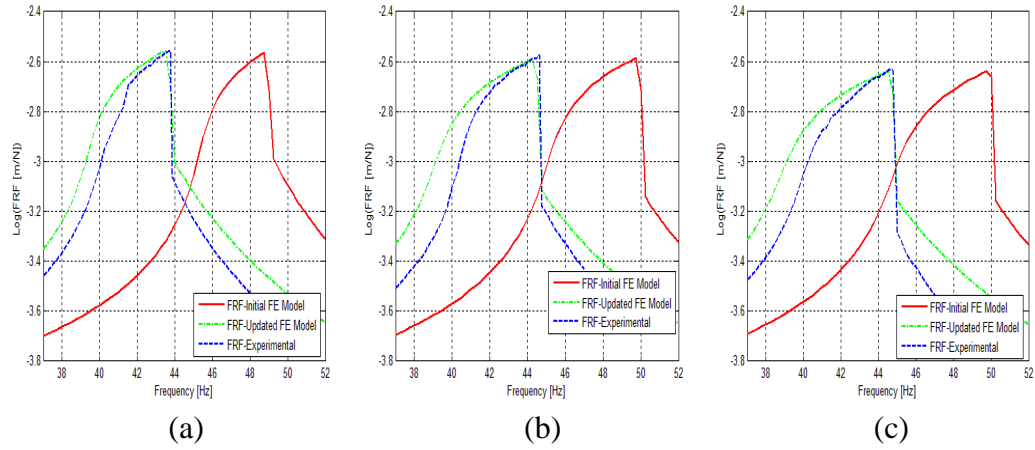 -2.4
-2.6
-2.8
-3
-3.2
-3.4
-3.6
-3.8
Log(FRF [m/N])
38 40 42 44 46 48 50 52
Frequency [Hz]
FRF-Initial FE Model
FRF-Updated FE Model
FRF-Experimental
(a)
-2.4
-2.6
-2.8
-3
-3.2
-3.4
-3.6
-3.8
Log(FRF [m/N])
38 40 42 44 46 48 50 52
Frequency [Hz]
FRF-Initial FE Model
FRF-Updated FE Model
FRF-Experimental
(b)
-2.4
-2.6
-2.8
-3
-3.2
-3.4
-3.6
-3.8
Log(FRF [m/N])
38 40 42 44 46 48 50 52
Frequency [Hz]
FRF-Initial FE Model
FRF-Updated FE Model
FRF-Experimental
(c)